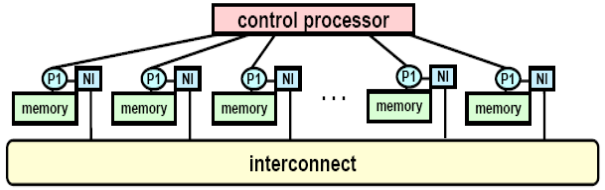 control processor
P1 NI P1 NI P1 NI P1 NI P1 NI
memory memory memory ... memory memory
interconnect